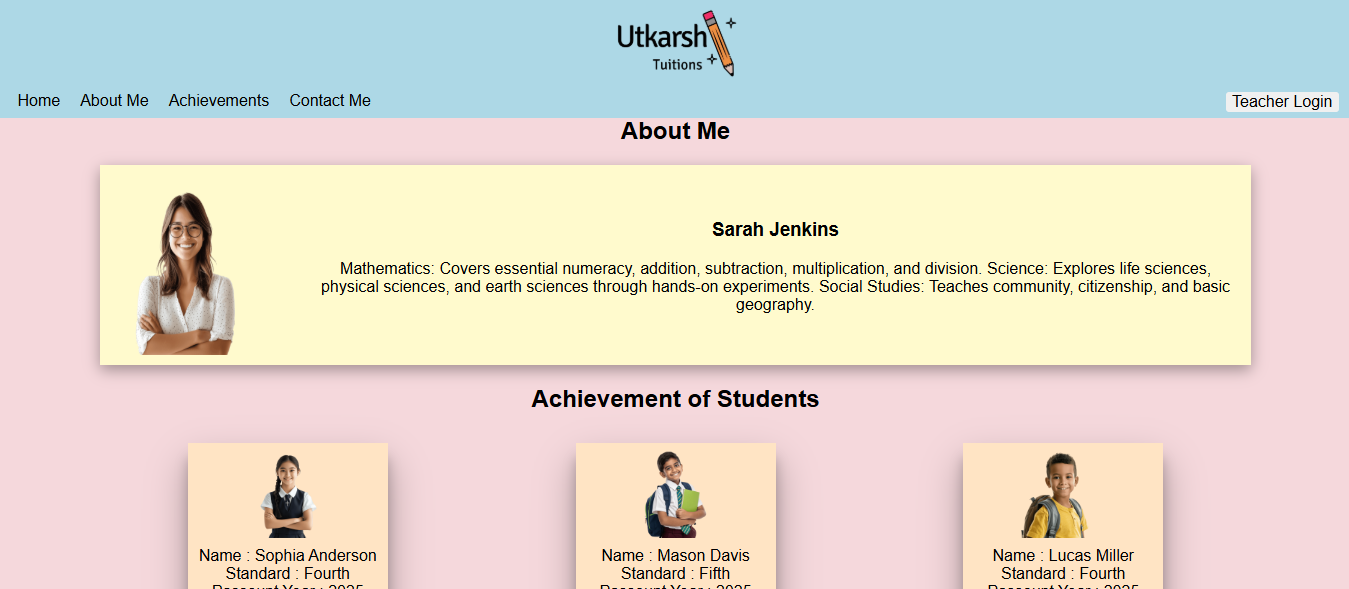 Utkarsh
Tuitions
Home About Me Achievements Contact Me Teacher Login
About Me
Sarah Jenkins
Mathematics: Covers essential numeracy, addition, subtraction, multiplication, and division. Science: Explores life sciences,
physical sciences, and earth sciences through hands-on experiments. Social Studies: Teaches community, citizenship, and basic
geography.
Achievement of Students
Name : Sophia Anderson
Standard : Fourth
Name : Mason Davis
Standard : Fifth
Name : Lucas Miller
Standard : Fourth